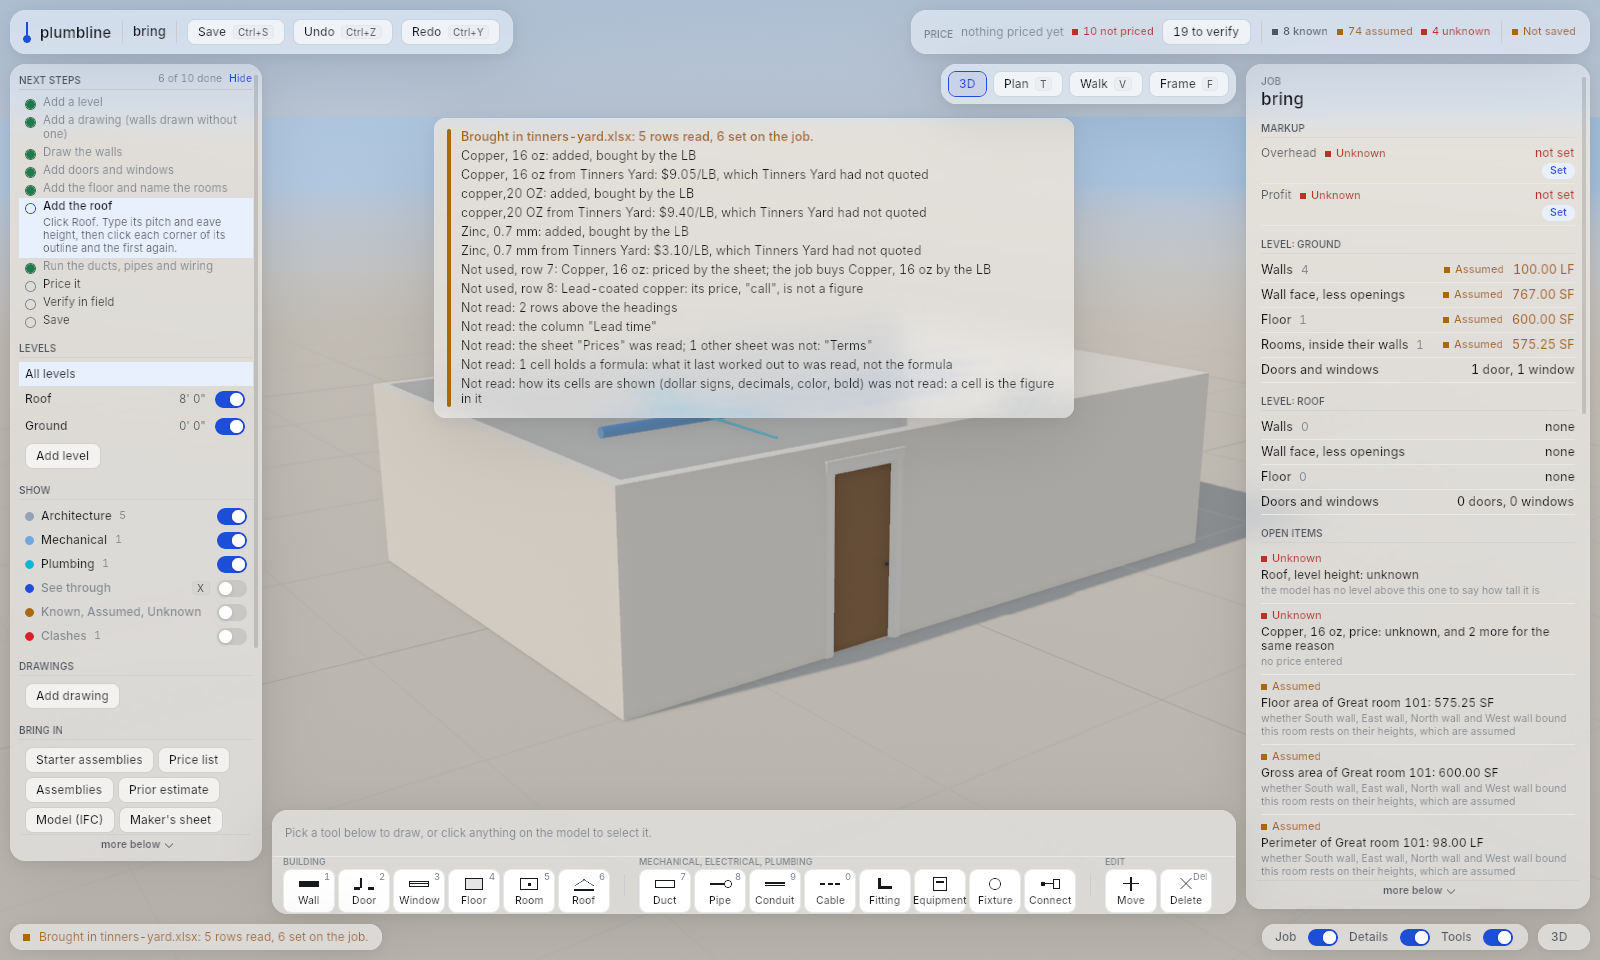 plumbline
bring
Save Ctrl+S
Undo Ctrl+Z
Redo Ctrl+Y
PRICE nothing priced yet
10 not priced
19 to verify
8 known
74 assumed
4 unknown
Not saved
NEXT STEPS 6 of 10 done Hide
Add a level
Add a drawing (walls drawn without
one)
Draw the walls
Add doors and windows
Add the floor and name the rooms
Add the roof
Click Roof. Type its pitch and eave
height, then click each corner of its
outline and the first again.
Run the ducts, pipes and wiring
Price it
Verify in field
Save
LEVELS
All levels
Roof 8' 0"
Ground 0' 0"
Add level
SHOW
Architecture 5
Mechanical 1
Plumbing 1
See through X
Known, Assumed, Unknown
Clashes 1
DRAWINGS
Add drawing
BRING IN
Starter assemblies
Price list
Assemblies
Prior estimate
Model (IFC)
Maker's sheet
more below
3D
Plan T
Walk V
Frame F
Brought in tinners-yard.xlsx: 5 rows read, 6 set on the job.
Copper, 16 oz: added, bought by the LB
Copper, 16 oz from Tinners Yard: $9.05/LB, which Tinners Yard had not quoted
copper,20 OZ: added, bought by the LB
copper,20 OZ from Tinners Yard: $9.40/LB, which Tinners Yard had not quoted
Zinc, 0.7 mm: added, bought by the LB
Zinc, 0.7 mm from Tinners Yard: $3.10/LB, which Tinners Yard had not quoted
Not used, row 7: Copper, 16 oz: priced by the sheet; the job buys Copper, 16 oz by the LB
Not used, row 8: Lead-coated copper: its price, "call", is not a figure
Not read: 2 rows above the headings
Not read: the column "Lead time"
Not read: the sheet "Prices" was read; 1 other sheet was not: "Terms"
Not read: 1 cell holds a formula: what it last worked out to was read, not the formula
Not read: how its cells are shown (dollar signs, decimals, color, bold) was not read: a cell is the figure
in it
JOB
bring
MARKUP
Overhead Unknown not set
Set
Profit Unknown not set
Set
LEVEL: GROUND
Walls 4 Assumed 100.00 LF
Wall face, less openings Assumed 767.00 SF
Floor 1 Assumed 600.00 SF
Rooms, inside their walls 1 Assumed 575.25 SF
Doors and windows 1 door, 1 window
LEVEL: ROOF
Walls 0 none
Wall face, less openings none
Floor 0 none
Doors and windows 0 doors, 0 windows
OPEN ITEMS
Unknown
Roof, level height: unknown
the model has no level above this one to say how tall it is
Unknown
Copper, 16 oz, price: unknown, and 2 more for the
same reason
no price entered
Assumed
Floor area of Great room 101: 575.25 SF
whether South wall, East wall, North wall and West wall bound
this room rests on their heights, which are assumed
Assumed
Gross area of Great room 101: 600.00 SF
whether South wall, East wall, North wall and West wall bound
this room rests on their heights, which are assumed
Assumed
Perimeter of Great room 101: 98.00 LF
whether South wall, East wall, North wall and West wall bound
this room rests on their heights, which are assumed
more below
Pick a tool below to draw, or click anything on the model to select it.
BUILDING
Wall 1
Door 2
Window 3
Floor 4
Room 5
Roof 6
MECHANICAL, ELECTRICAL, PLUMBING
Duct 7
Pipe 8
Conduit 9
Cable 0
Fitting
Equipment
Fixture
Connect
EDIT
Move
Delete Del
Brought in tinners-yard.xlsx: 5 rows read, 6 set on the job.
Job
Details
Tools
3D